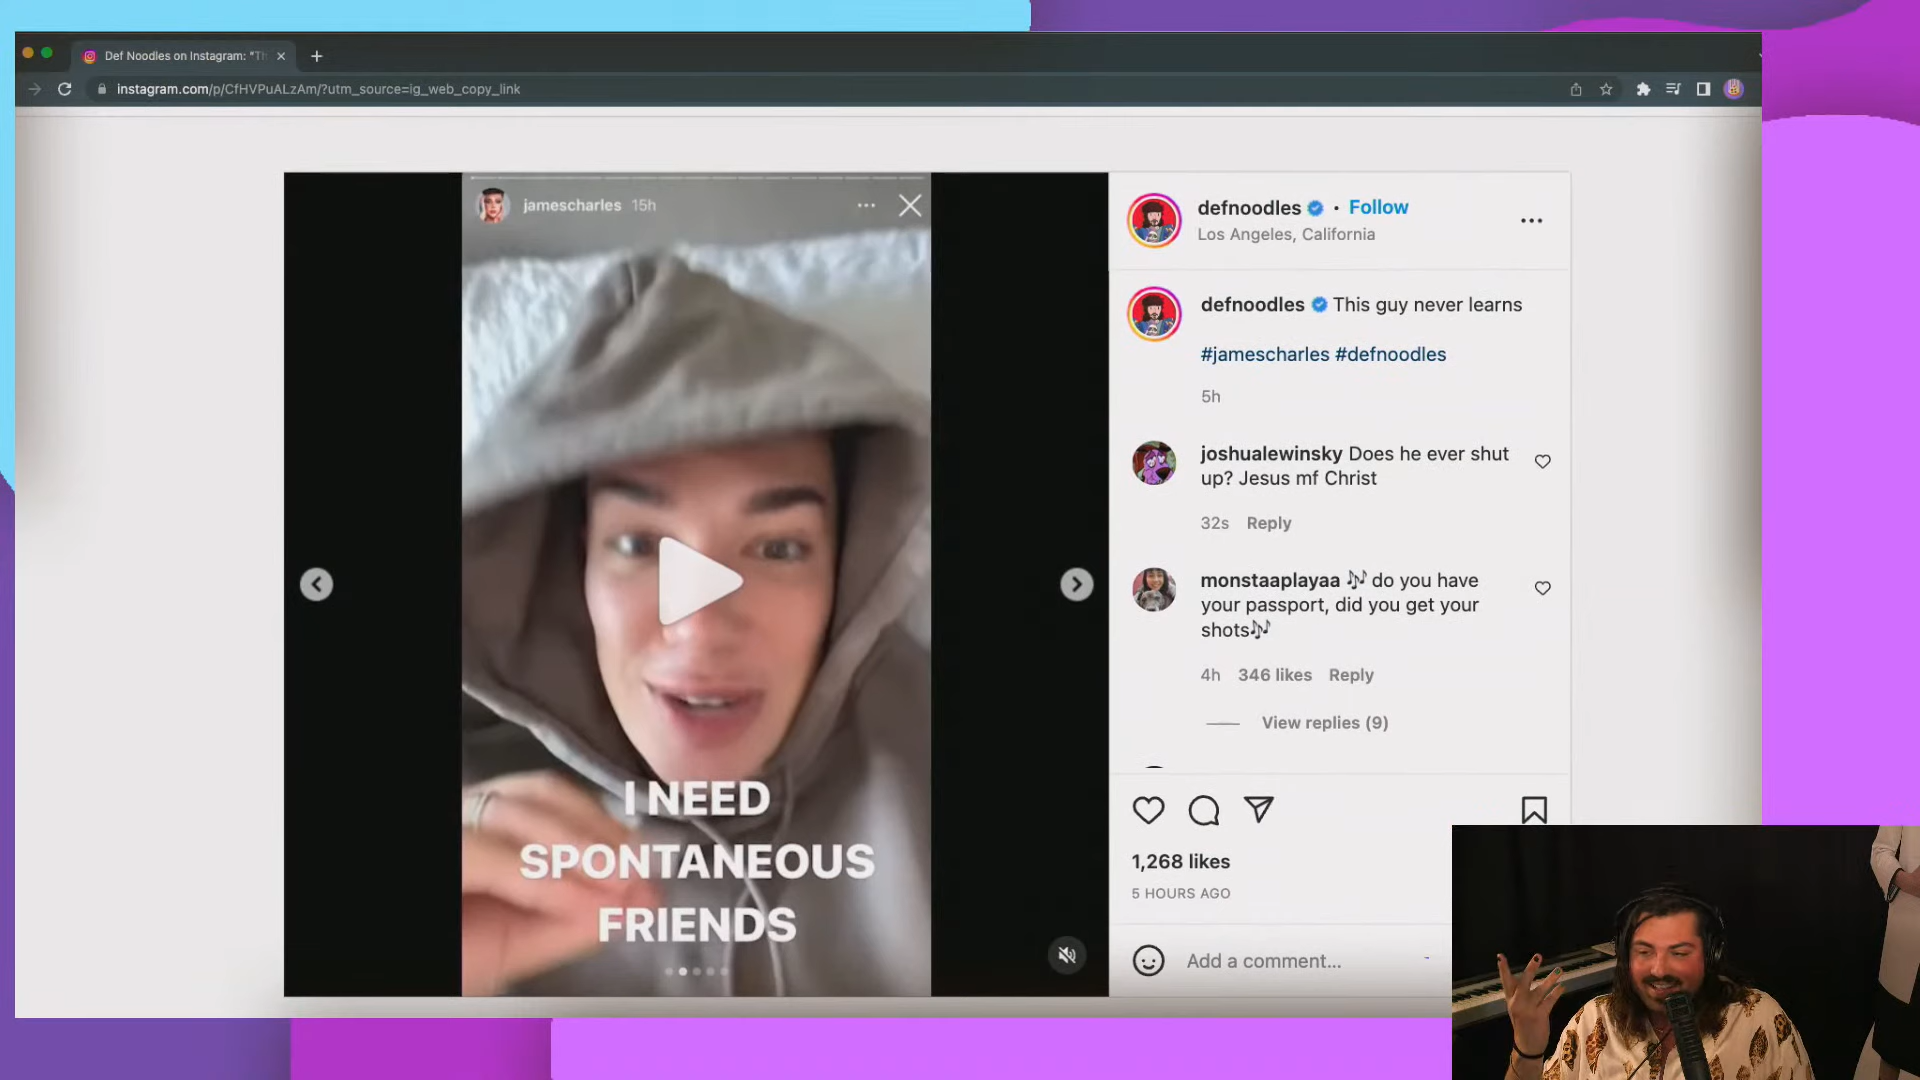 Def Noodles on Instagram: "Th
instagram.com/p/CfHVPuALzAm/?utm_source=ig_web_copy_link
jamescharles 15h
I NEED
SPONTANEOUS
FRIENDS
defnoodles • Follow
Los Angeles, California
defnoodles This guy never learns
#jamescharles #defnoodles
5h
joshualewinsky Does he ever shut
up? Jesus mf Christ
32s Reply
monstaaplayaa 🎶 do you have
your passport, did you get your
shots🎶
4h 346 likes Reply
View replies (9)
1,268 likes
5 HOURS AGO
Add a comment...